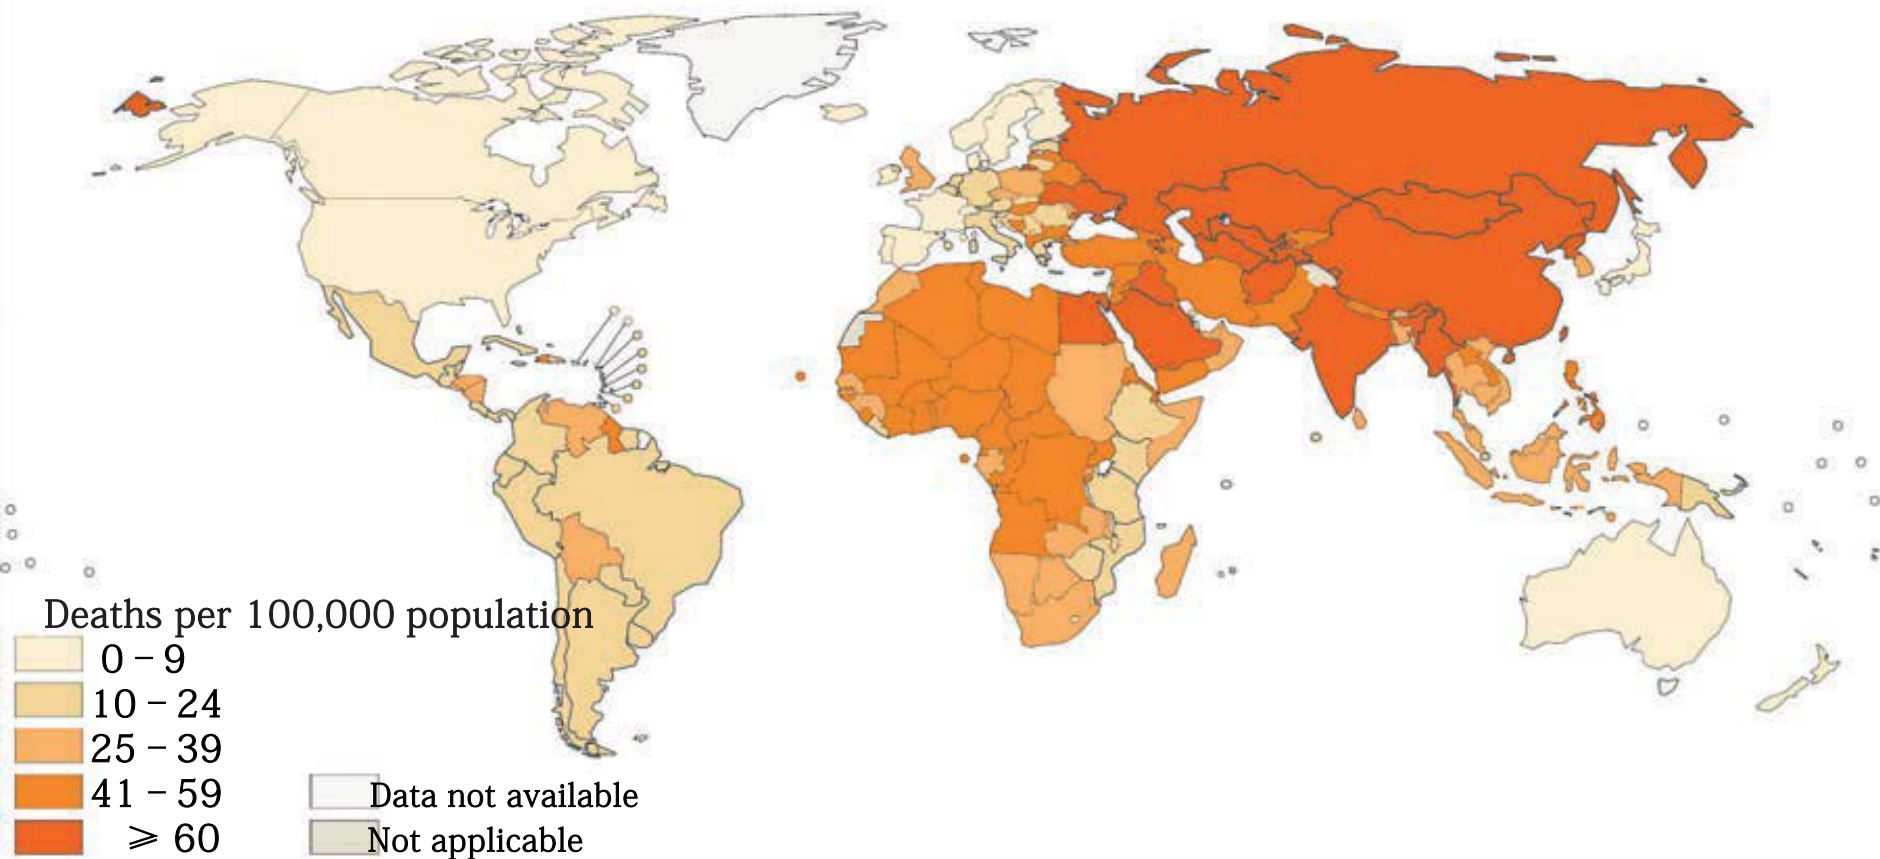 Deaths per 100,000 population
0 – 9
10 – 24
25 – 39
41 – 59
⩾ 60
Data not available
Not applicable